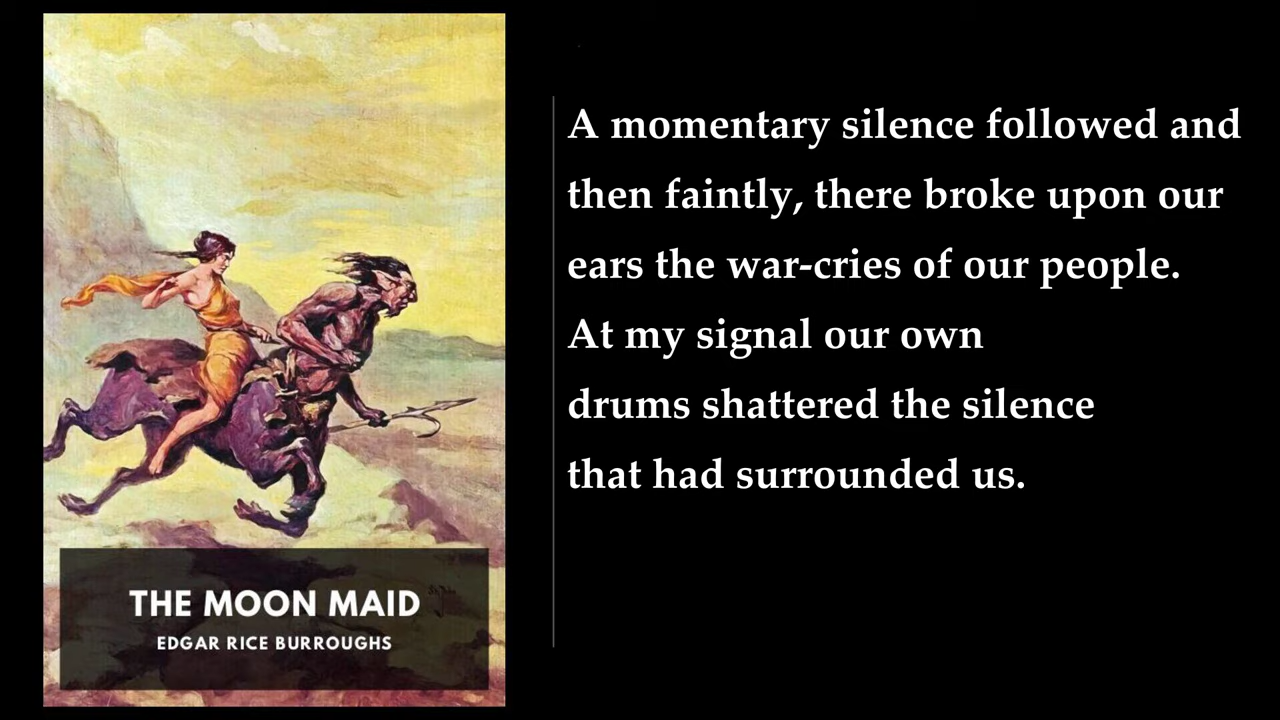 A momentary silence followed and
then faintly, there broke upon our
ears the war-cries of our people.
At my signal our own
drums shattered the silence
that had surrounded us.
THE MOON MAID
EDGAR RICE BURROUGHS